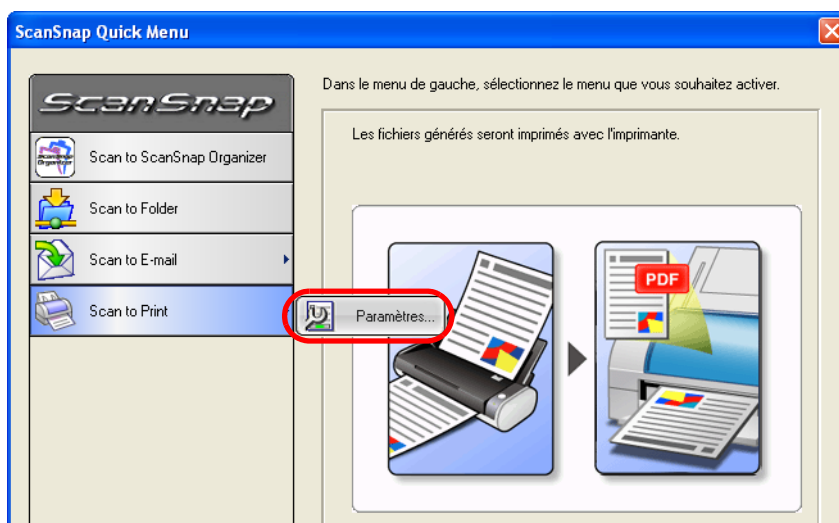 ScanSnap Quick Menu
Dans le menu de gauche, sélectionnez le menu que vous souhaitez activer.
ScanSnap
Les fichiers générés seront imprimés avec l'imprimante.
Scan to ScanSnap Organizer
Scan to Folder
Scan to E-mail
Scan to Print
Paramètres...
PDF